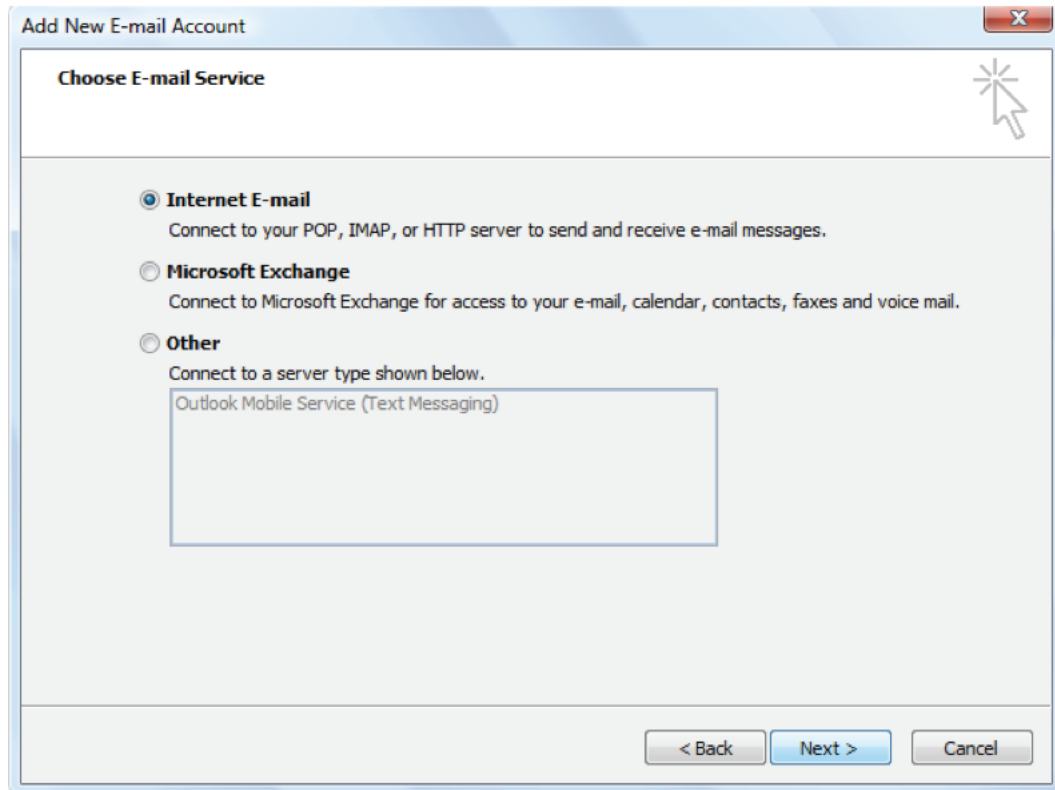 Add New E-mail Account
X
Choose E-mail Service
Internet E-mail
Connect to your POP, IMAP, or HTTP server to send and receive e-mail messages.
Microsoft Exchange
Connect to Microsoft Exchange for access to your e-mail, calendar, contacts, faxes and voice mail.
Other
Connect to a server type shown below.
Outlook Mobile Service (Text Messaging)
< Back Next > Cancel